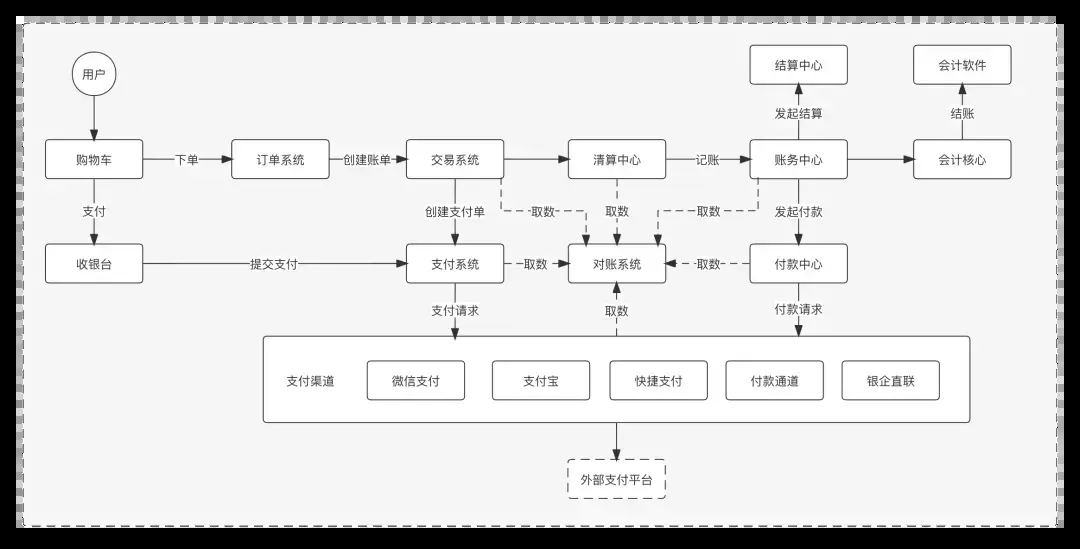 用户
结算中心
会计软件
发起结算
结账
购物车
下单
订单系统
创建账单
交易系统
清算中心
记账
账务中心
会计核心
支付
创建支付单
取数
取数
取数
发起付款
收银台
提交支付
支付系统
取数
对账系统
取数
付款中心
支付请求
取数
付款请求
支付渠道
微信支付
支付宝
快捷支付
付款通道
银企直联
外部支付平台